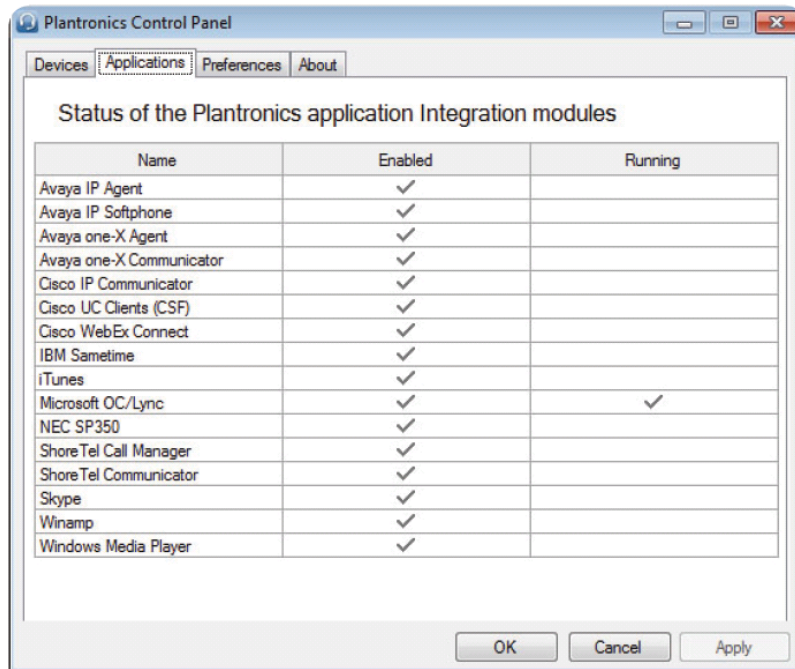 Plantronics Control Panel
Devices Applications Preferences About
Status of the Plantronics application Integration modules
Name Enabled Running
Avaya IP Agent
Avaya IP Softphone
Avaya one-X Agent
Avaya one-X Communicator
Cisco IP Communicator
Cisco UC Clients (CSF)
Cisco WebEx Connect
IBM Sametime
iTunes
Microsoft OC/Lync
NEC SP350
ShoreTel Call Manager
ShoreTel Communicator
Skype
Winamp
Windows Media Player
OK Cancel Apply